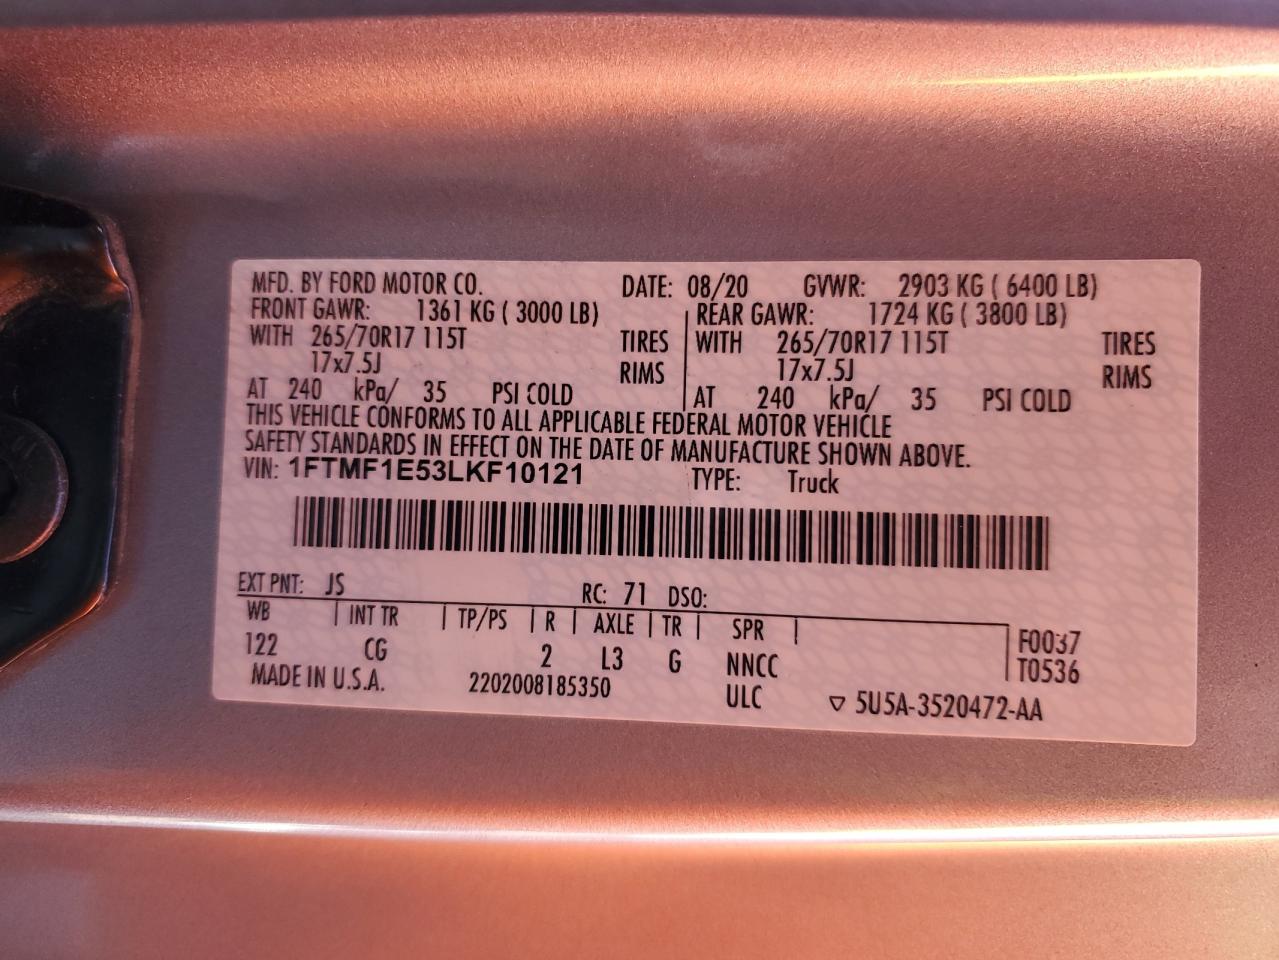 MFD. BY FORD MOTOR CO. DATE: 08/20 GVWR: 2903 KG ( 6400 LB)
FRONT GAWR: 1361 KG ( 3000 LB) REAR GAWR: 1724 KG ( 3800 LB)
WITH 265/70R17 115T TIRES WITH 265/70R17 115T TIRES
17x7.5J RIMS 17x7.5J RIMS
AT 240 kPa/ 35 PSI COLD AT 240 kPa/ 35 PSI COLD
THIS VEHICLE CONFORMS TO ALL APPLICABLE FEDERAL MOTOR VEHICLE
SAFETY STANDARDS IN EFFECT ON THE DATE OF MANUFACTURE SHOWN ABOVE.
VIN: 1FTMF1E53LKF10121 TYPE: Truck
EXT PNT: JS RC: 71 DSO:
WB INT TR TP/PS R AXLE TR SPR F0037
122 CG 2 L3 G NNCC T0536
MADE IN U.S.A. 2202008185350 ULC ▽ 5U5A-3520472-AA